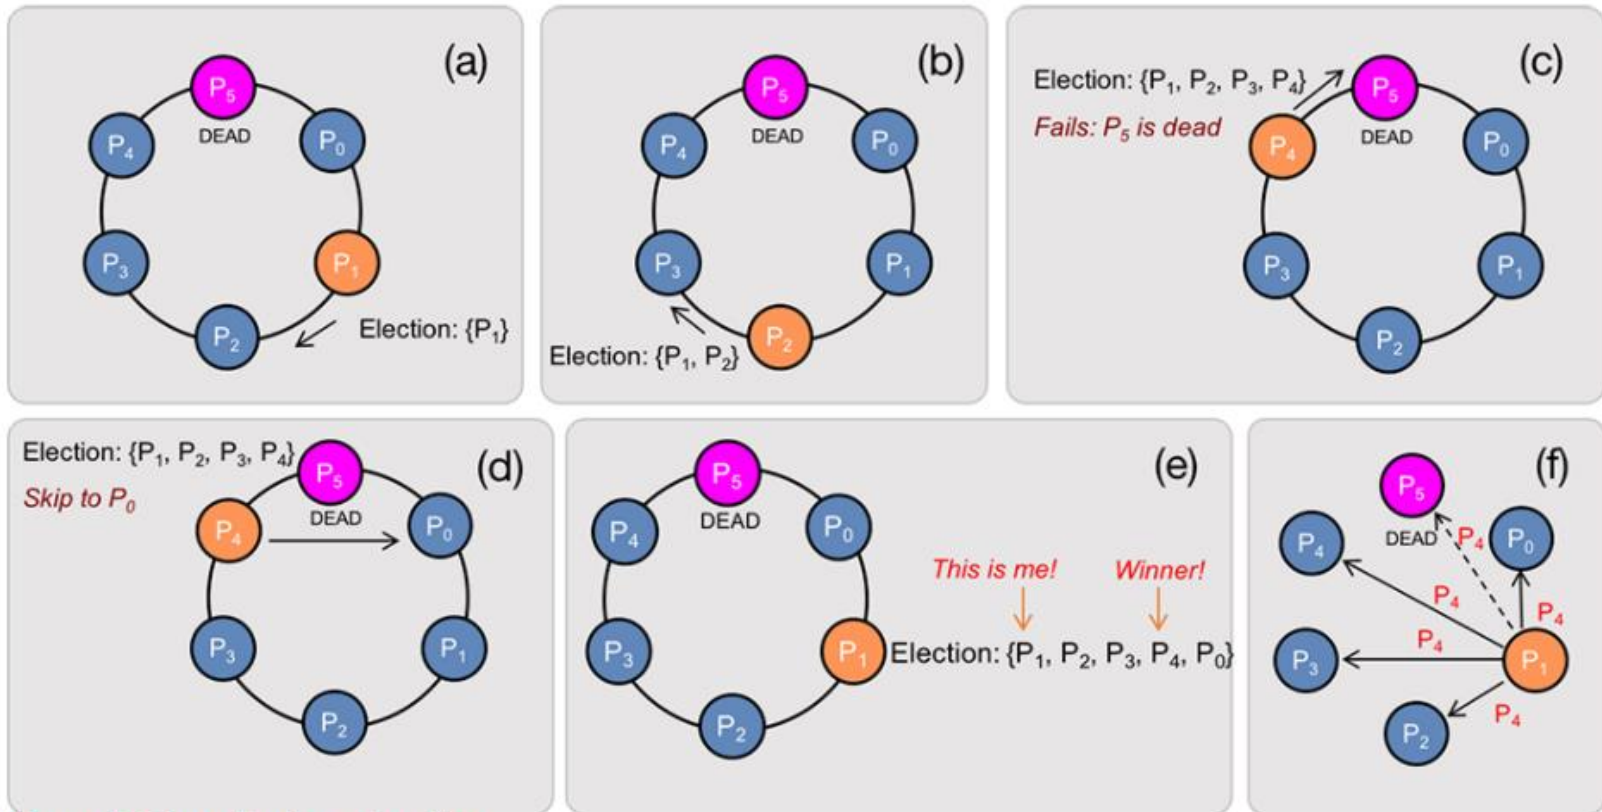 (a)
P₅
DEAD
P₄
P₀
P₃
P₁
P₂
Election: {P₁}
(b)
P₅
DEAD
P₄
P₀
P₃
P₁
P₂
Election: {P₁, P₂}
(c)
Election: {P₁, P₂, P₃, P₄}
Fails: P₅ is dead
P₅
DEAD
P₄
P₀
P₃
P₁
P₂
(d)
Election: {P₁, P₂, P₃, P₄}
Skip to P₀
P₅
DEAD
P₄
P₀
P₃
P₁
P₂
(e)
P₅
DEAD
P₄
P₀
This is me! Winner!
P₃
P₁
Election: {P₁, P₂, P₃, P₄, P₀}
P₂
(f)
P₅
DEAD
P₄
P₄
P₀
P₄
P₄
P₄
P₃
P₁
P₄
P₂